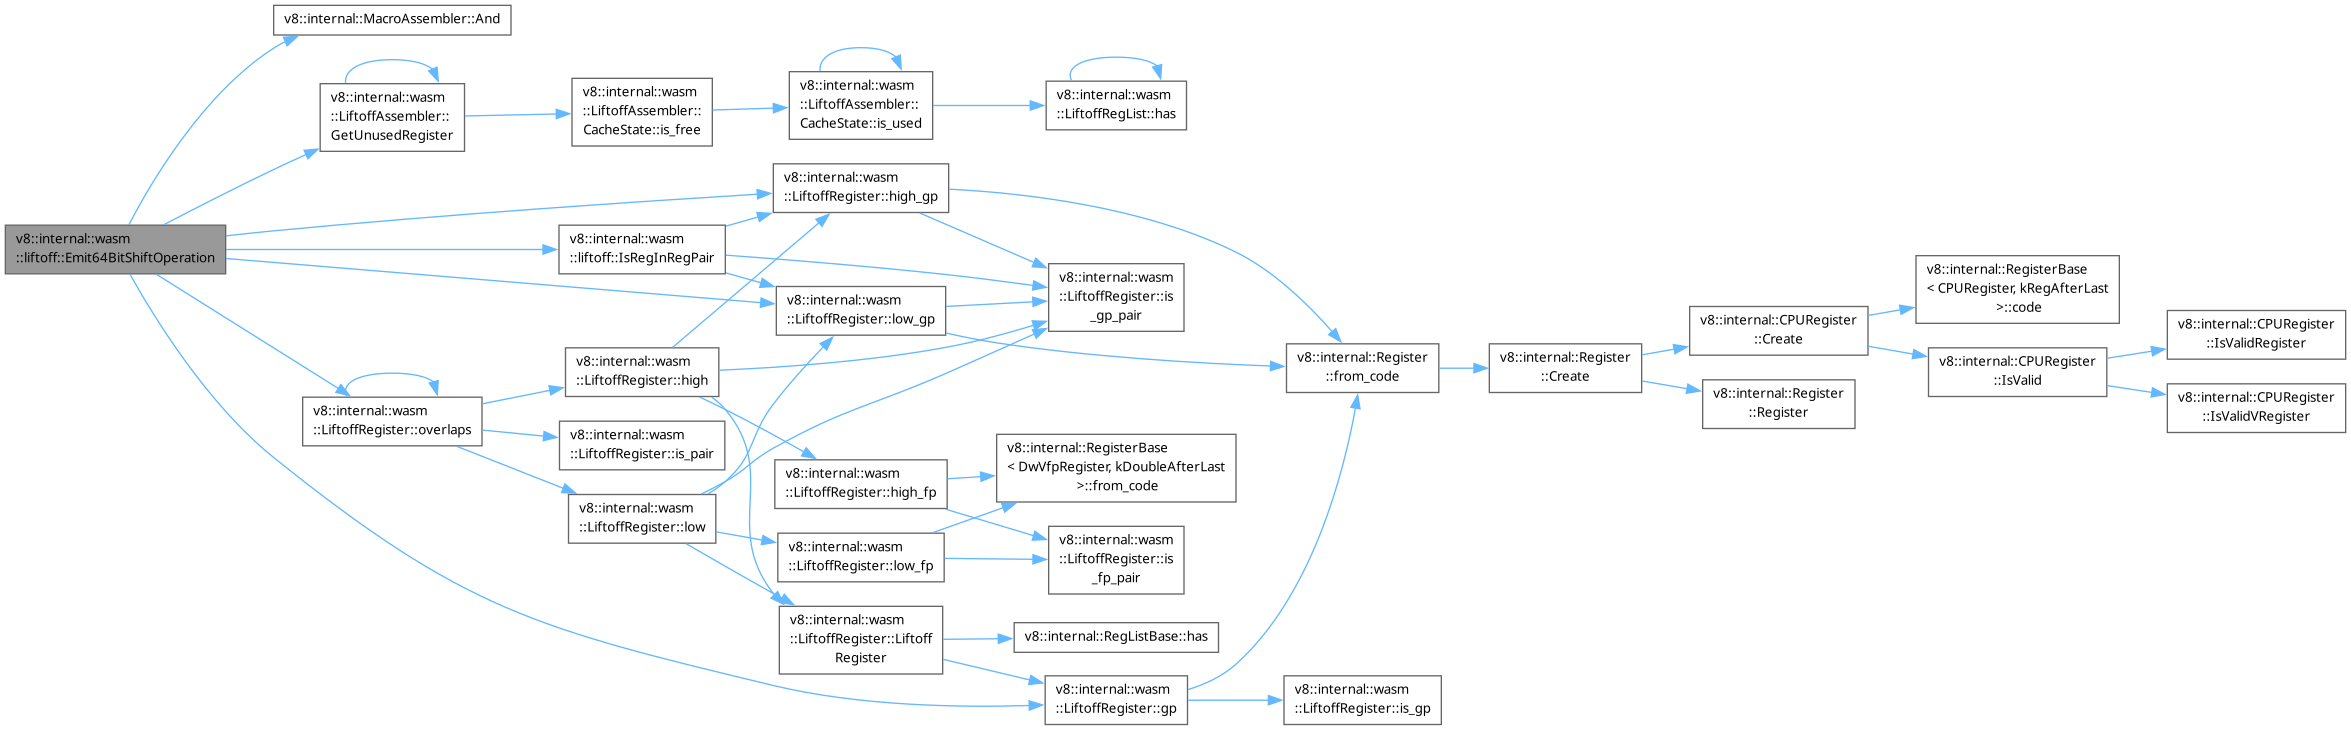 v8::internal::MacroAssembler::And
v8::internal::wasm
::LiftoffAssembler::
GetUnusedRegister
v8::internal::wasm
::LiftoffAssembler::
CacheState::is_free
v8::internal::wasm
::LiftoffAssembler::
CacheState::is_used
v8::internal::wasm
::LiftoffRegList::has
v8::internal::wasm
::LiftoffRegister::high_gp
v8::internal::wasm
::liftoff::Emit64BitShiftOperation
v8::internal::wasm
::liftoff::IsRegInRegPair
v8::internal::wasm
::LiftoffRegister::low_gp
v8::internal::wasm
::LiftoffRegister::is
_gp_pair
v8::internal::RegisterBase
< CPURegister, kRegAfterLast
>::code
v8::internal::CPURegister
::Create
v8::internal::CPURegister
::IsValidRegister
v8::internal::wasm
::LiftoffRegister::high
v8::internal::Register
::from_code
v8::internal::Register
::Create
v8::internal::CPURegister
::IsValid
v8::internal::Register
::Register
v8::internal::CPURegister
::IsValidVRegister
v8::internal::wasm
::LiftoffRegister::overlaps
v8::internal::wasm
::LiftoffRegister::is_pair
v8::internal::wasm
::LiftoffRegister::high_fp
v8::internal::RegisterBase
< DwVfpRegister, kDoubleAfterLast
>::from_code
v8::internal::wasm
::LiftoffRegister::low
v8::internal::wasm
::LiftoffRegister::low_fp
v8::internal::wasm
::LiftoffRegister::is
_fp_pair
v8::internal::wasm
::LiftoffRegister::Liftoff
Register
v8::internal::RegListBase::has
v8::internal::wasm
::LiftoffRegister::gp
v8::internal::wasm
::LiftoffRegister::is_gp